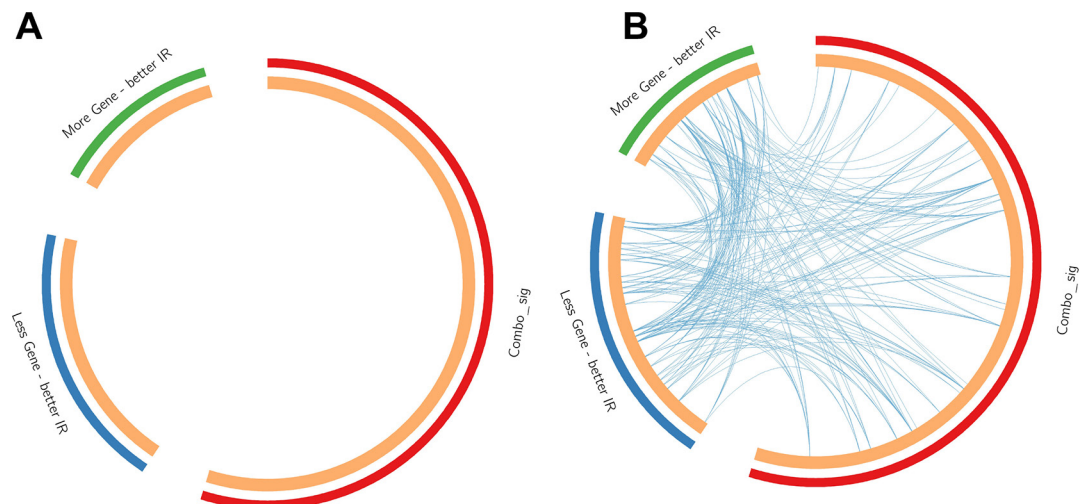 A
More Gene - better IR
Less Gene - better IR
Combo_sig
B
More Gene - better IR
Less Gene - better IR
Combo_sig